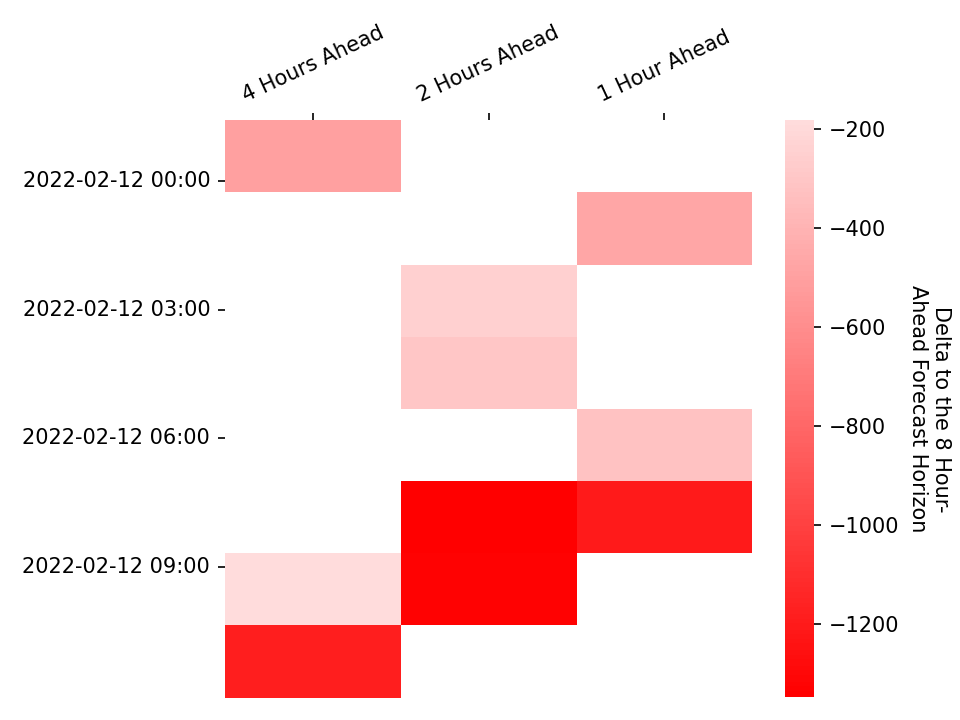 4 Hours Ahead
2 Hours Ahead
1 Hour Ahead
2022-02-12 00:00
2022-02-12 03:00
2022-02-12 06:00
2022-02-12 09:00
−200
−400
−600
−800
−1000
−1200
Delta to the 8 Hour-
Ahead Forecast Horizon